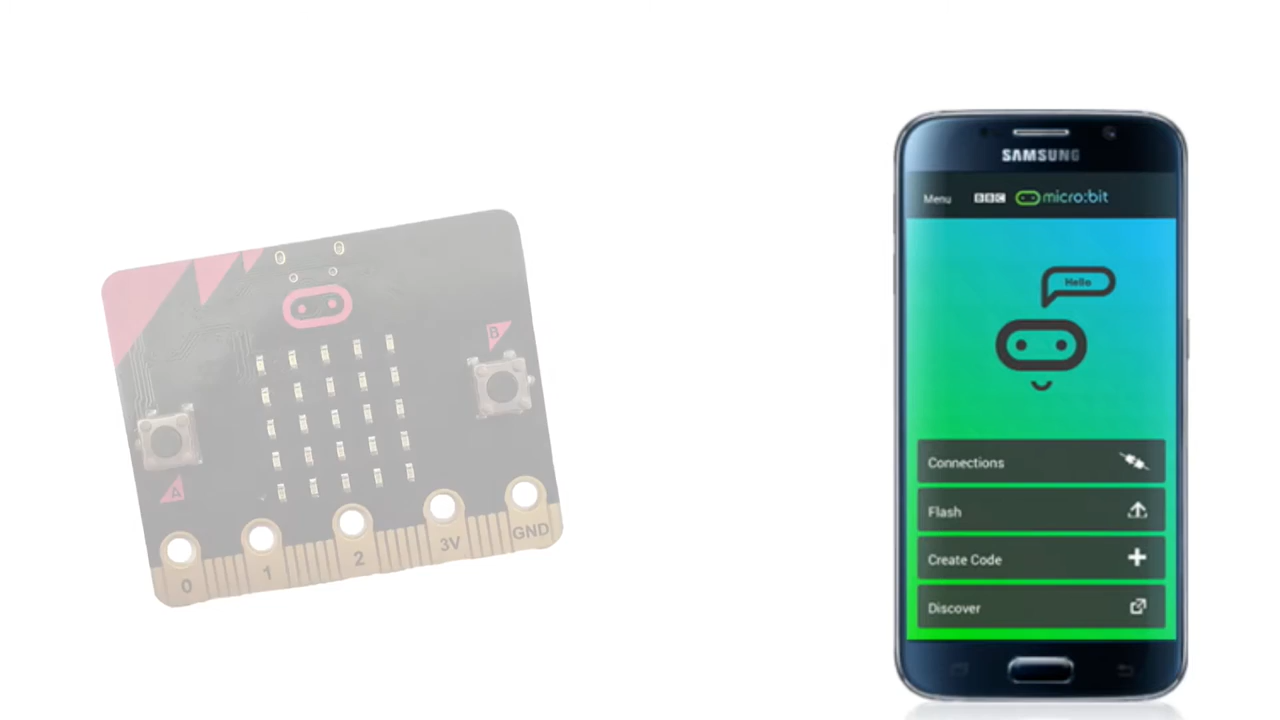 B
A
0 1 2 3V GND
SAMSUNG
Menu BBC micro:bit
Hello
Connections
Flash
Create Code
Discover